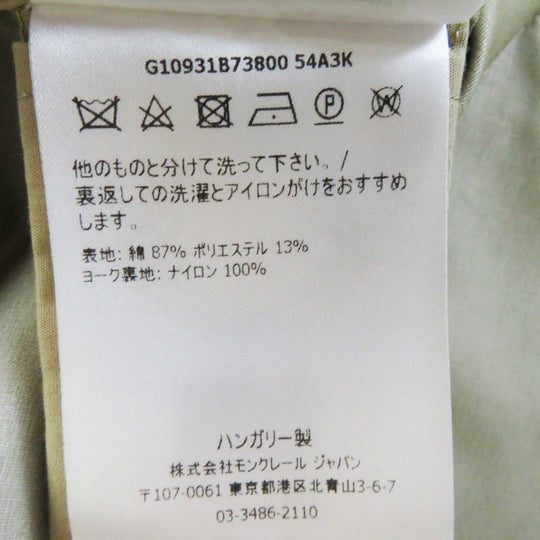 G10931B73800 54A3K
他のものと分けて洗って下さい。/
裏返しての洗濯とアイロンがけをおすすめ
します。
表地: 綿 87% ポリエステル 13%
ヨーク裏地: ナイロン 100%
ハンガリー製
株式会社モンクレール ジャパン
〒107-0061 東京都港区北青山3-6-7
03-3486-2110